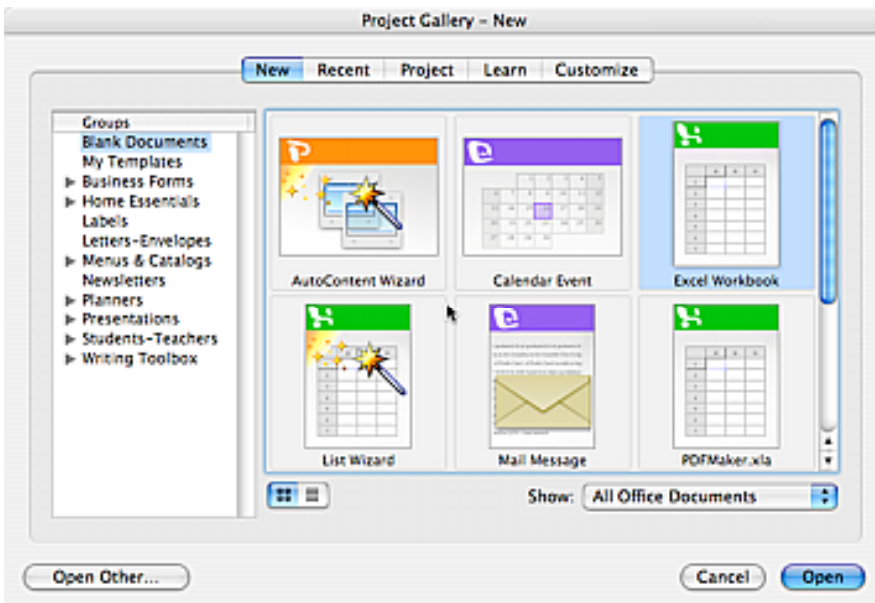 Project Gallery – New
New Recent Project Learn Customize
Groups
Blank Documents
My Templates
Business Forms
Home Essentials
Labels
Letters-Envelopes
Menus & Catalogs
Newsletters
Planners
Presentations
Students-Teachers
Writing Toolbox
AutoContent Wizard
Calendar Event
Excel Workbook
List Wizard
Mail Message
PDFMaker.xla
Show: All Office Documents
Open Other...
Cancel
Open